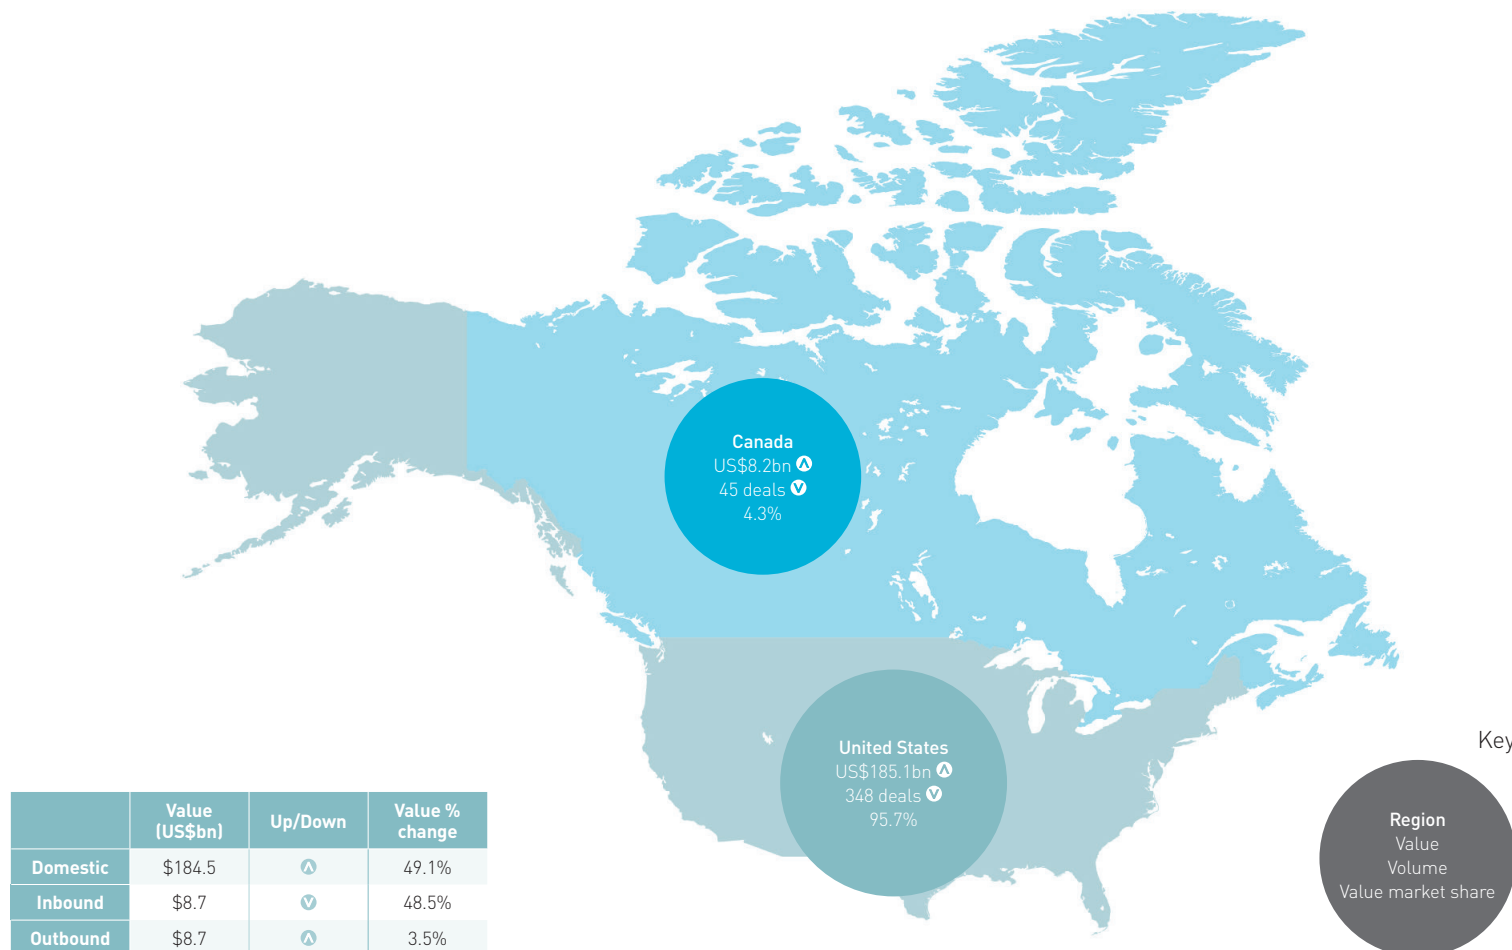 Canada
US$8.2bn
45 deals
4.3%
United States
US$185.1bn
348 deals
95.7%
Key
Region
Value
Volume
Value market share
Value (US$bn) Up/Down Value % change
Domestic $184.5 49.1%
Inbound $8.7 48.5%
Outbound $8.7 3.5%